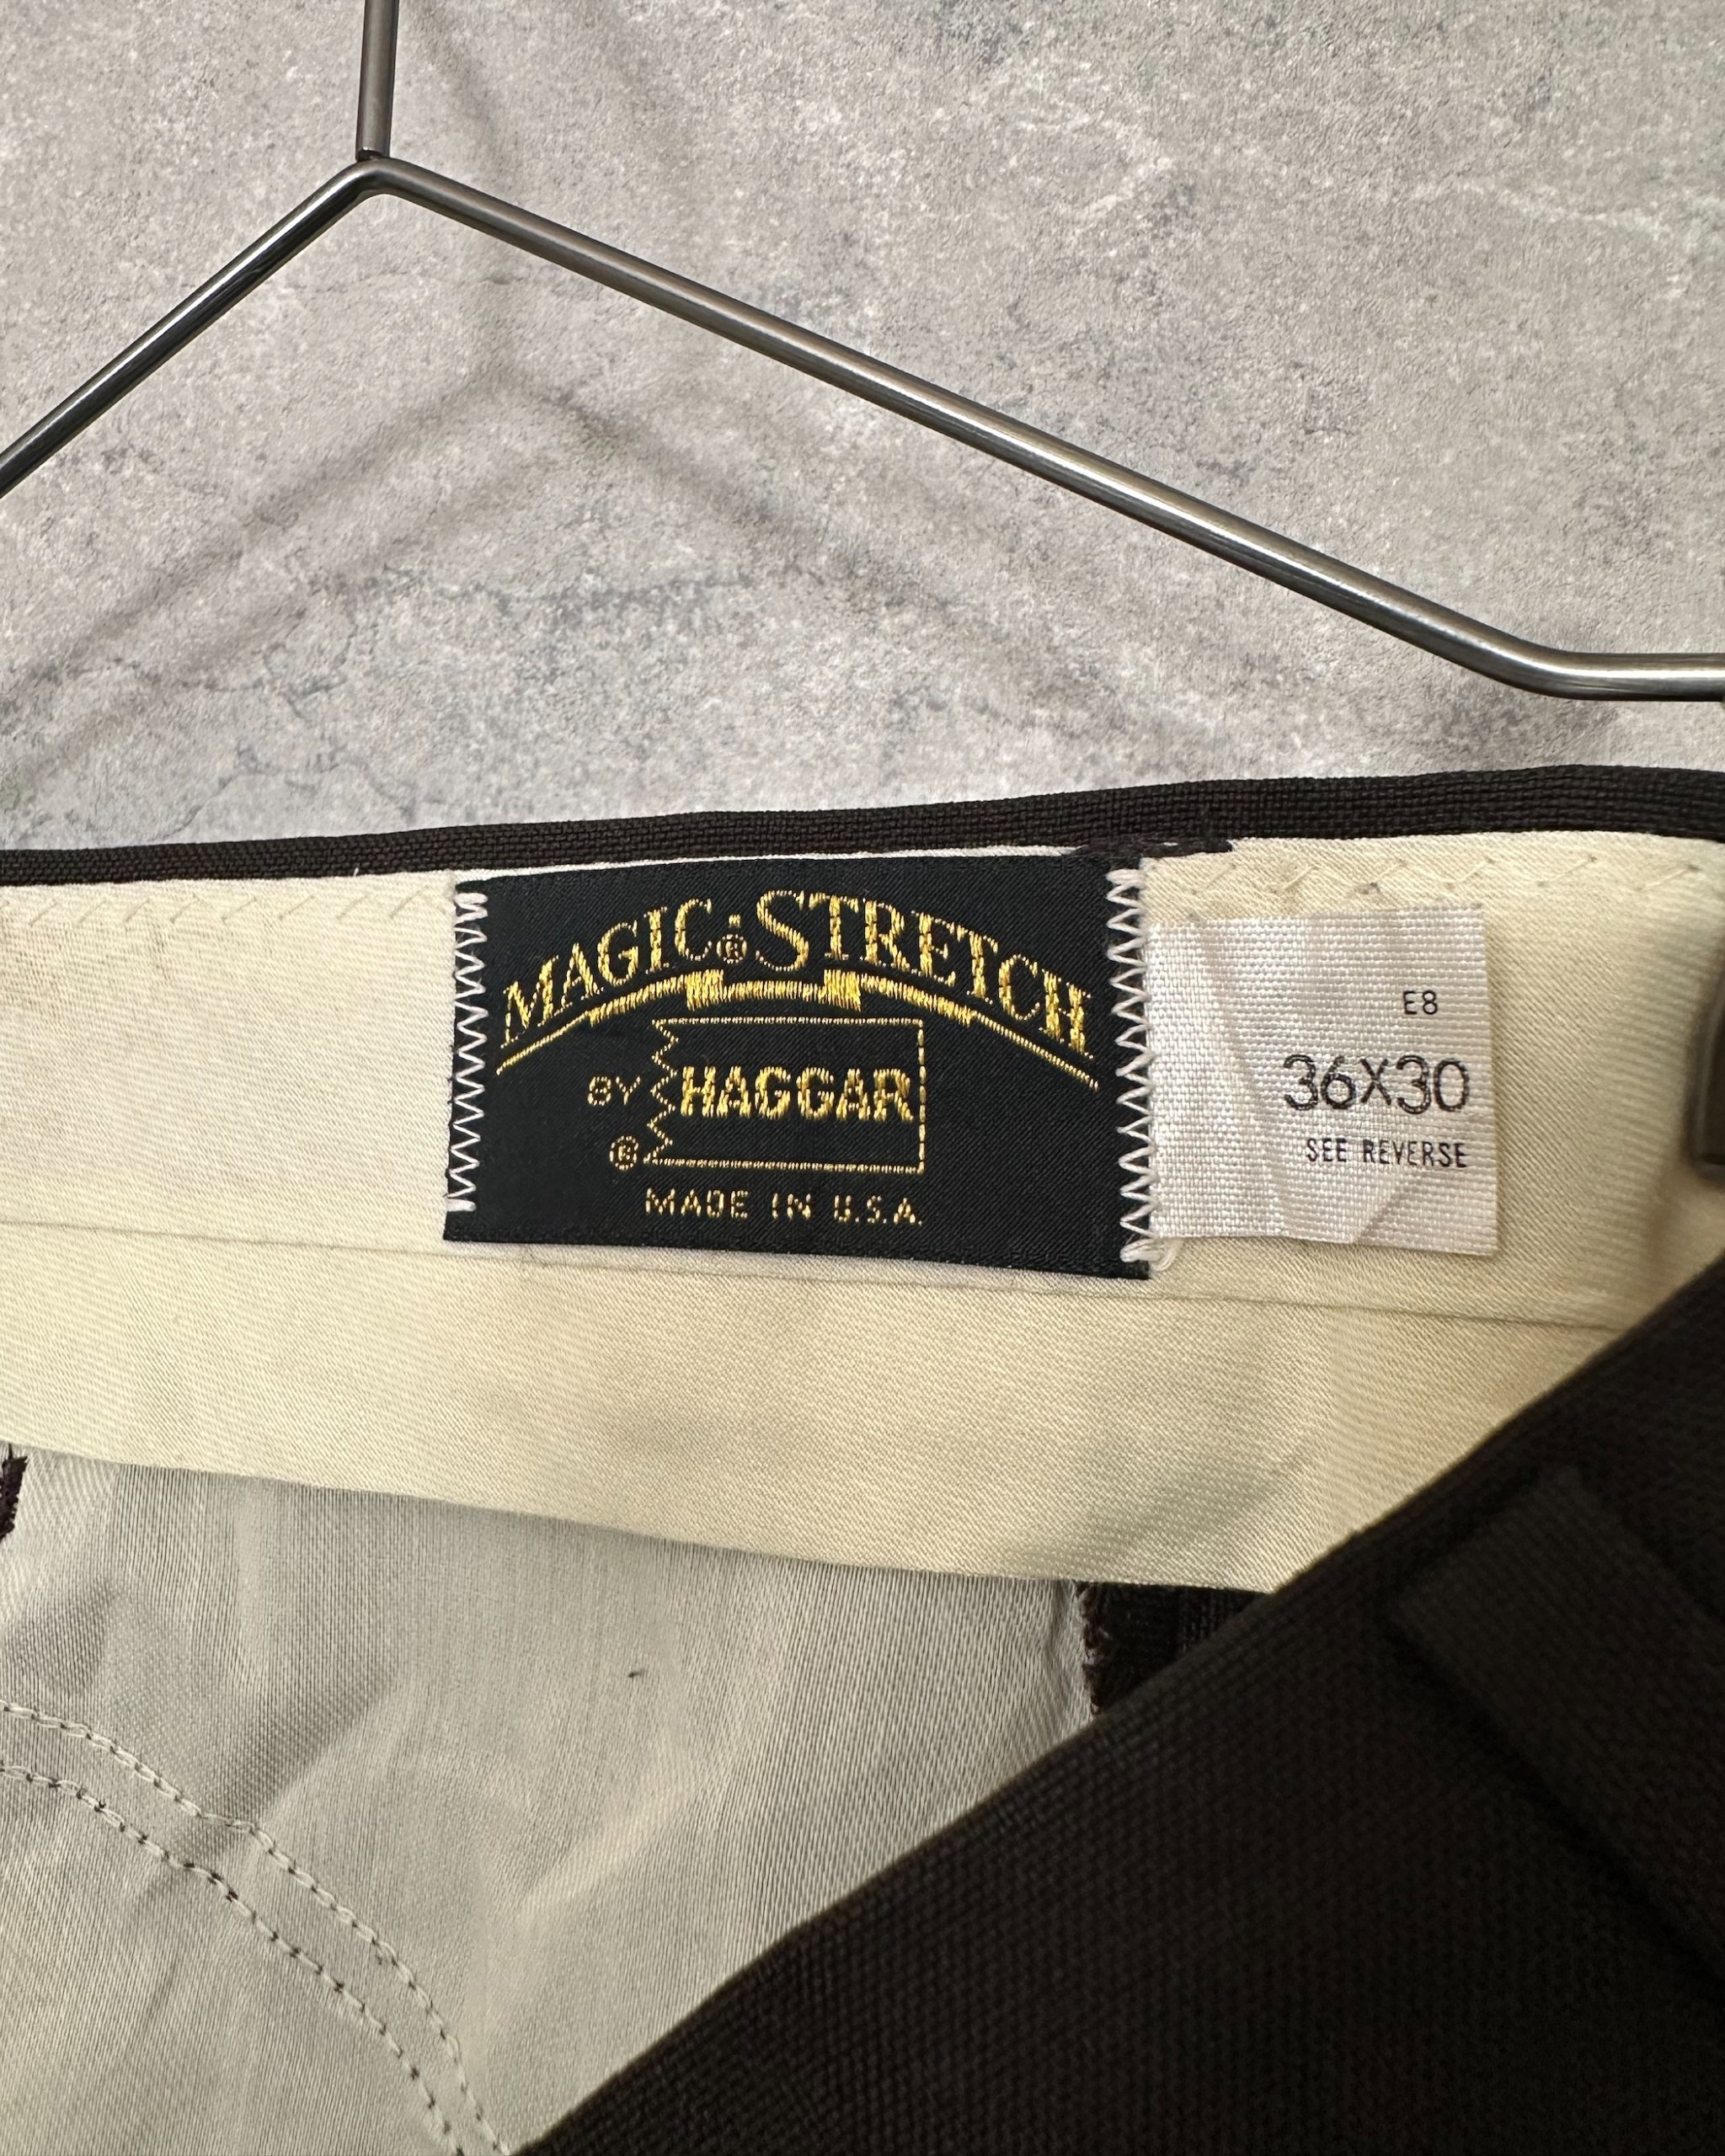 MAGIC·STRETCH
®
BY HAGGAR
®
MADE IN U.S.A.
E8
36X30
SEE REVERSE